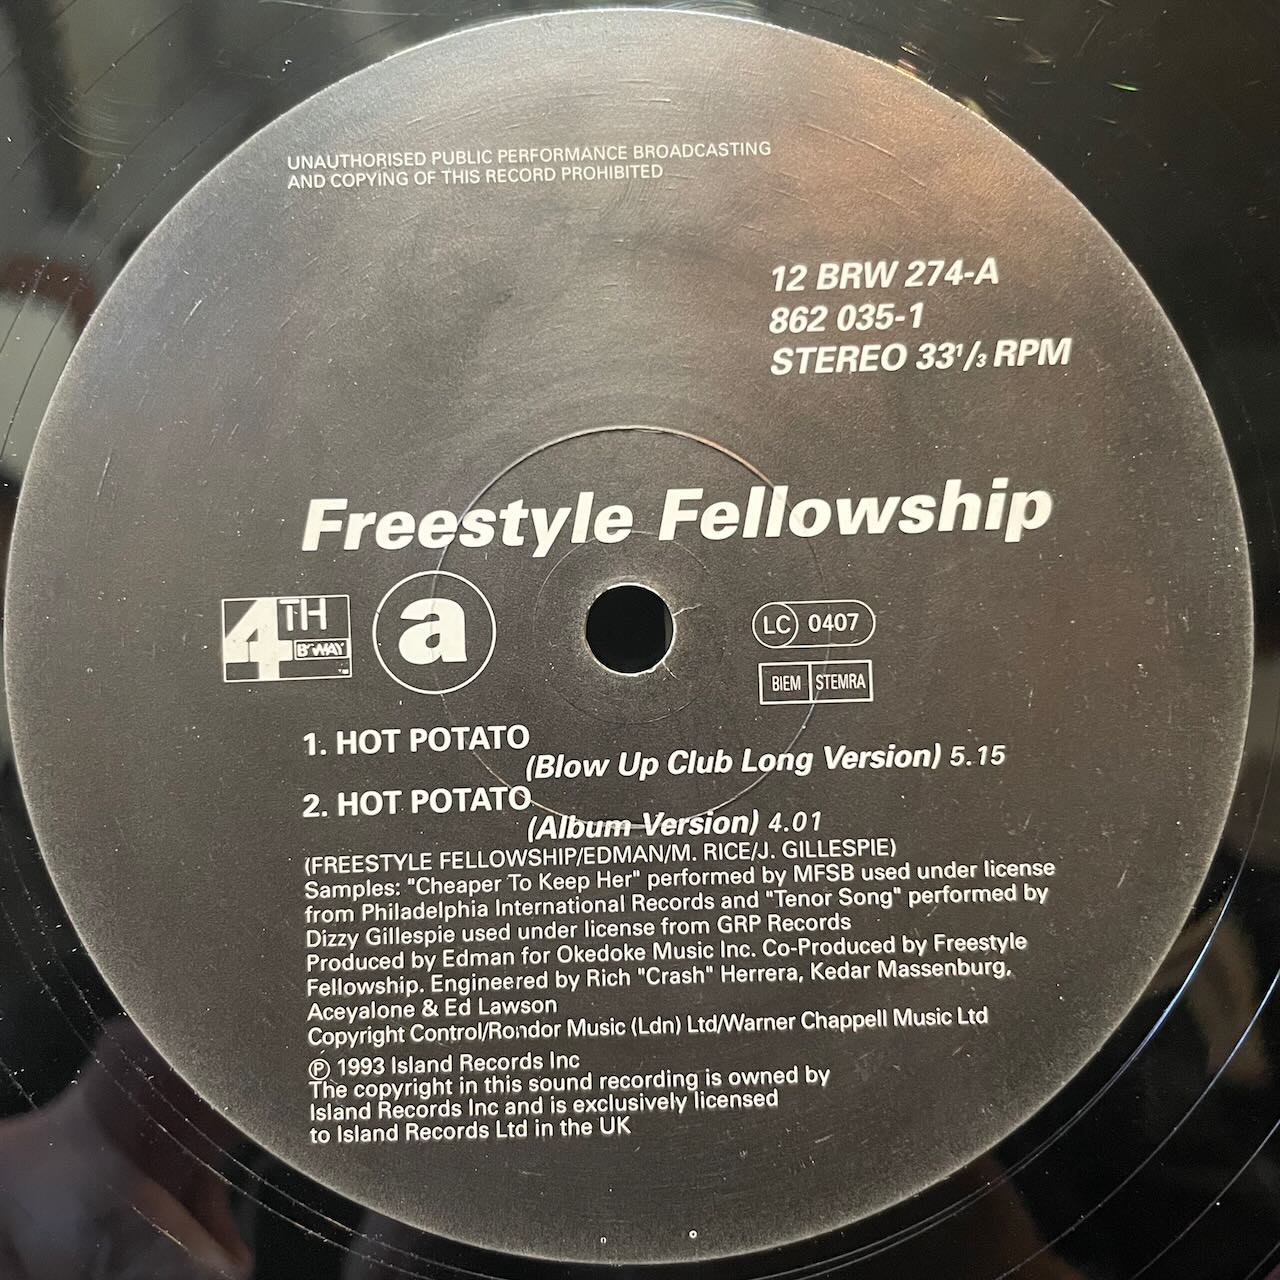 UNAUTHORISED PUBLIC PERFORMANCE BROADCASTING
AND COPYING OF THIS RECORD PROHIBITED
12 BRW 274-A
862 035-1
STEREO 33¹/₃ RPM
Freestyle Fellowship
4TH
B'WAY
™
a
LC 0407
BIEM STEMRA
1. HOT POTATO
(Blow Up Club Long Version) 5.15
2. HOT POTATO
(Album Version) 4.01
(FREESTYLE FELLOWSHIP/EDMAN/M. RICE/J. GILLESPIE)
Samples: "Cheaper To Keep Her" performed by MFSB used under license
from Philadelphia International Records and "Tenor Song" performed by
Dizzy Gillespie used under license from GRP Records
Produced by Edman for Okedoke Music Inc. Co-Produced by Freestyle
Fellowship. Engineered by Rich "Crash" Herrera, Kedar Massenburg,
Aceyalone & Ed Lawson
Copyright Control/Rondor Music (Ldn) Ltd/Warner Chappell Music Ltd
℗ 1993 Island Records Inc
The copyright in this sound recording is owned by
Island Records Inc and is exclusively licensed
to Island Records Ltd in the UK